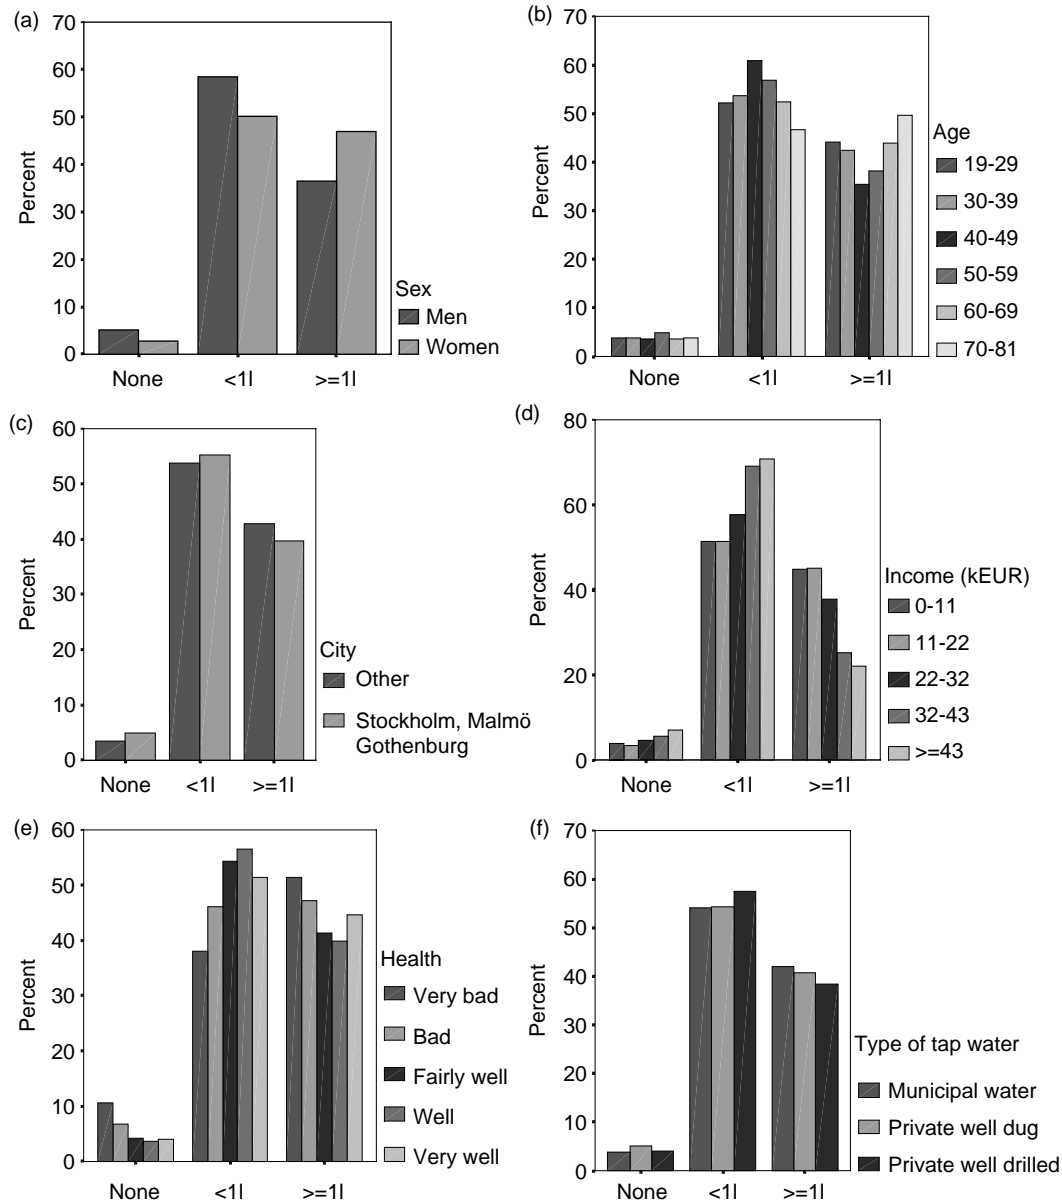 (a)
70
60
50
40
30
20
10
0
Percent
None <1l >=1l
Sex
Men
Women
(b)
70
60
50
40
30
20
10
0
Percent
None <1l >=1l
Age
19-29
30-39
40-49
50-59
60-69
70-81
(c)
60
50
40
30
20
10
0
Percent
None <1l >=1l
City
Other
Stockholm, Malmö
Gothenburg
(d)
80
60
40
20
0
Percent
None <1l >=1l
Income (kEUR)
0-11
11-22
22-32
32-43
>=43
(e)
60
50
40
30
20
10
0
Percent
None <1l >=1l
Health
Very bad
Bad
Fairly well
Well
Very well
(f)
70
60
50
40
30
20
10
0
Percent
None <1l >=1l
Type of tap water
Municipal water
Private well dug
Private well drilled